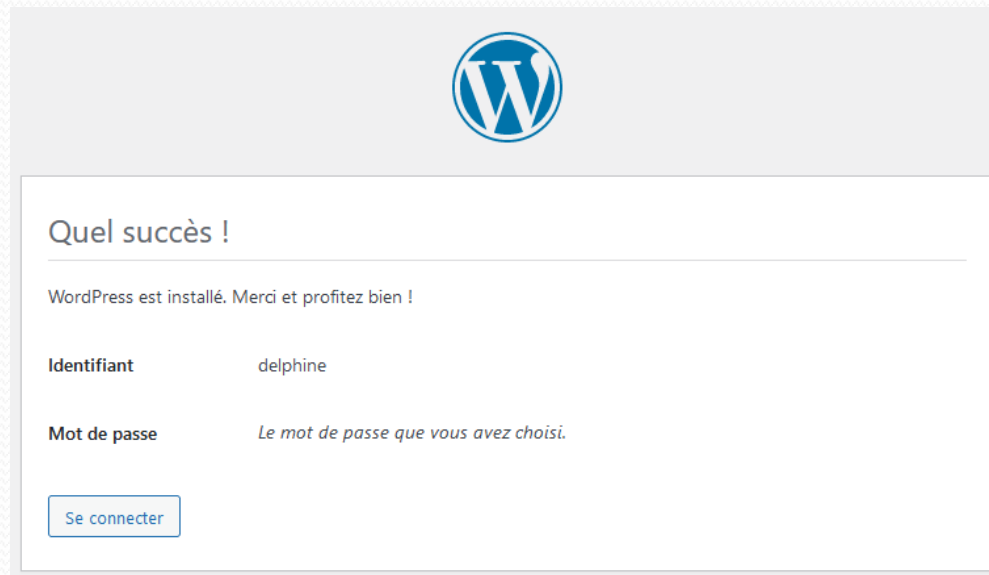 Quel succès !
WordPress est installé. Merci et profitez bien !
Identifiant delphine
Mot de passe Le mot de passe que vous avez choisi.
Se connecter